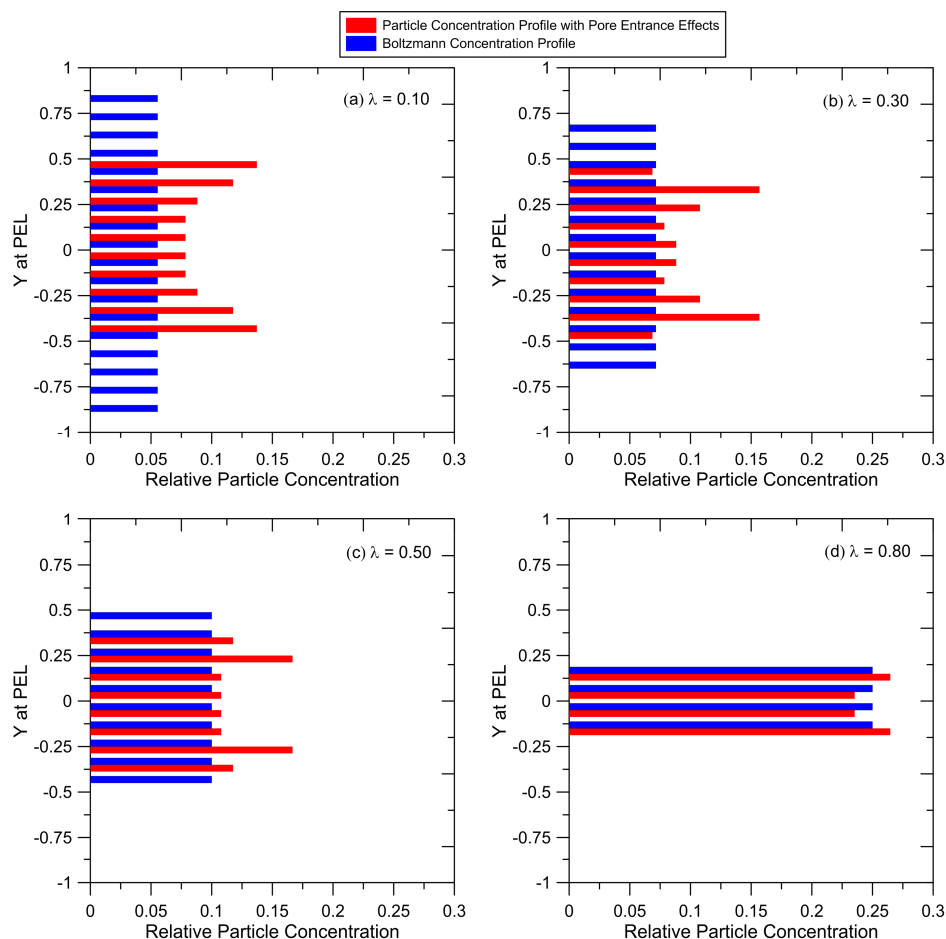 Particle Concentration Profile with Pore Entrance Effects
Boltzmann Concentration Profile
(a) λ = 0.10
1
0.75
0.5
0.25
0
-0.25
-0.5
-0.75
-1
Y at PEL
0 0.05 0.1 0.15 0.2 0.25 0.3
Relative Particle Concentration
(b) λ = 0.30
1
0.75
0.5
0.25
0
-0.25
-0.5
-0.75
-1
Y at PEL
0 0.05 0.1 0.15 0.2 0.25 0.3
Relative Particle Concentration
(c) λ = 0.50
1
0.75
0.5
0.25
0
-0.25
-0.5
-0.75
-1
Y at PEL
0 0.05 0.1 0.15 0.2 0.25 0.3
Relative Particle Concentration
(d) λ = 0.80
1
0.75
0.5
0.25
0
-0.25
-0.5
-0.75
-1
Y at PEL
0 0.05 0.1 0.15 0.2 0.25 0.3
Relative Particle Concentration